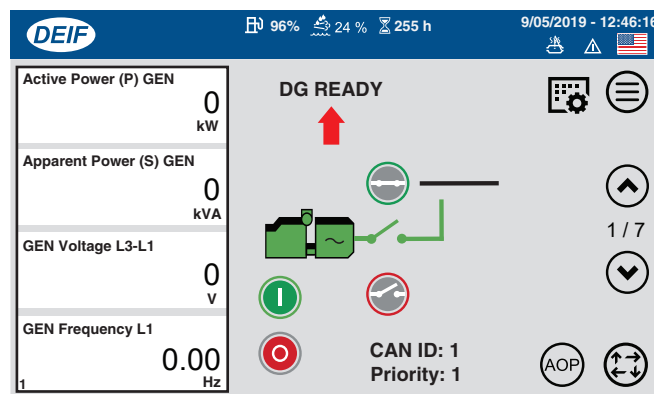 DEIF
96% 24 % 255 h
9/05/2019 - 12:46:16
Active Power (P) GEN
0
kW
Apparent Power (S) GEN
0
kVA
GEN Voltage L3-L1
0
V
GEN Frequency L1
0.00
1 Hz
DG READY
CAN ID: 1
Priority: 1
1 / 7
AOP